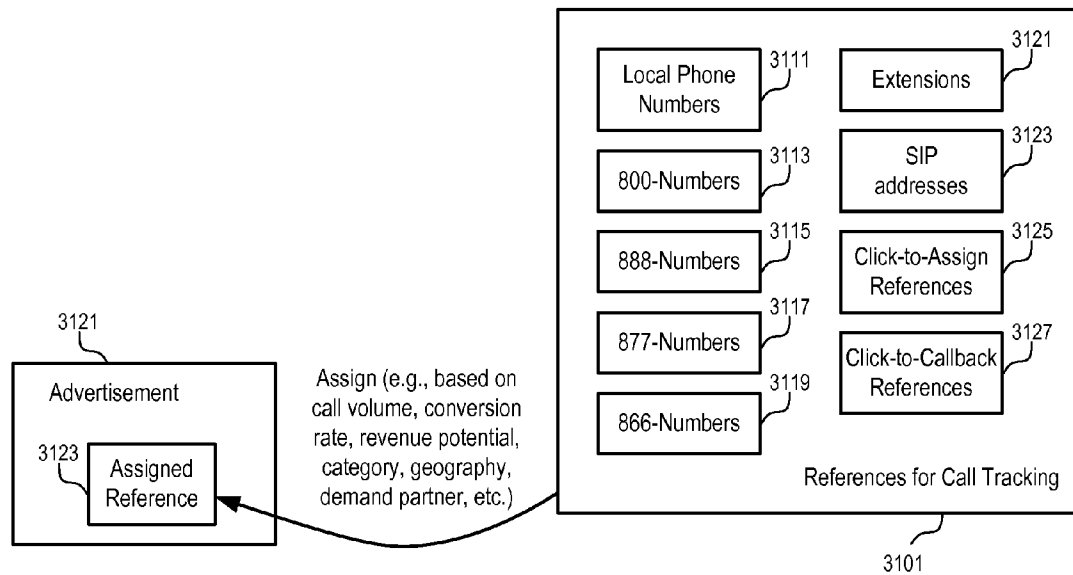 3121
Advertisement
3123
Assigned
Reference
Assign (e.g., based on
call volume, conversion
rate, revenue potential,
category, geography,
demand partner, etc.)
Local Phone
Numbers
3111
800-Numbers
3113
888-Numbers
3115
877-Numbers
3117
866-Numbers
3119
Extensions
3121
SIP
addresses
3123
Click-to-Assign
References
3125
Click-to-Callback
References
3127
References for Call Tracking
3101